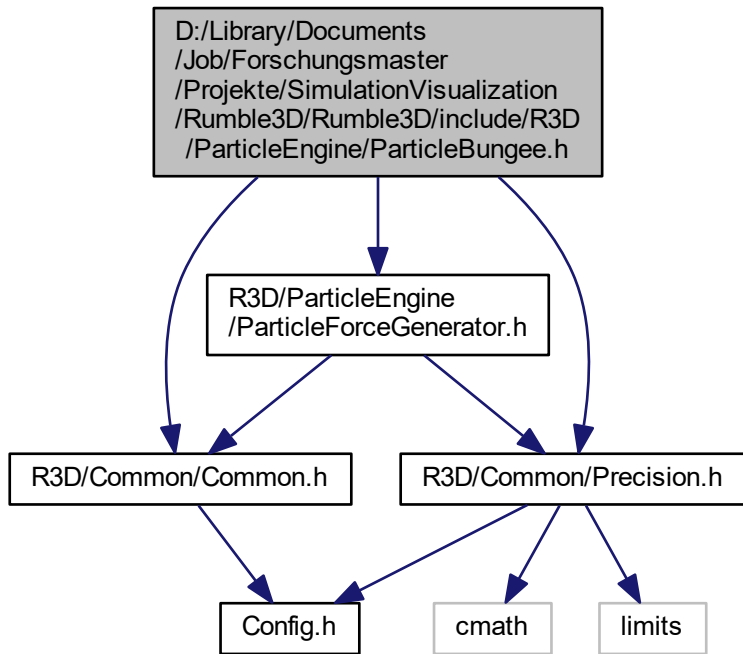 D:/Library/Documents
/Job/Forschungsmaster
/Projekte/SimulationVisualization
/Rumble3D/Rumble3D/include/R3D
/ParticleEngine/ParticleBungee.h
R3D/ParticleEngine
/ParticleForceGenerator.h
R3D/Common/Common.h
R3D/Common/Precision.h
Config.h
cmath
limits